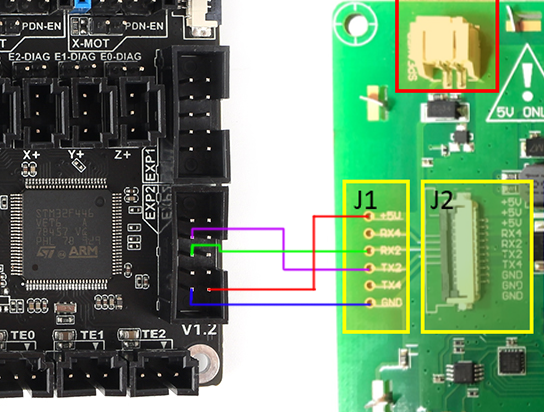 PDN-EN
PDN-EN
X-MOT
E2-DIAG
E1-DIAG
E0-DIAG
X+
Y+
Z+
EXP1
EXP2
STM32F446
ARM
V1.2
TE0
TE1
TE2
5V ONL
J1
+5V
RX4
RX2
TX2
TX4
GND
J2
+5V
+5V
+5V
RX4
RX2
TX2
TX4
GND
GND
GND